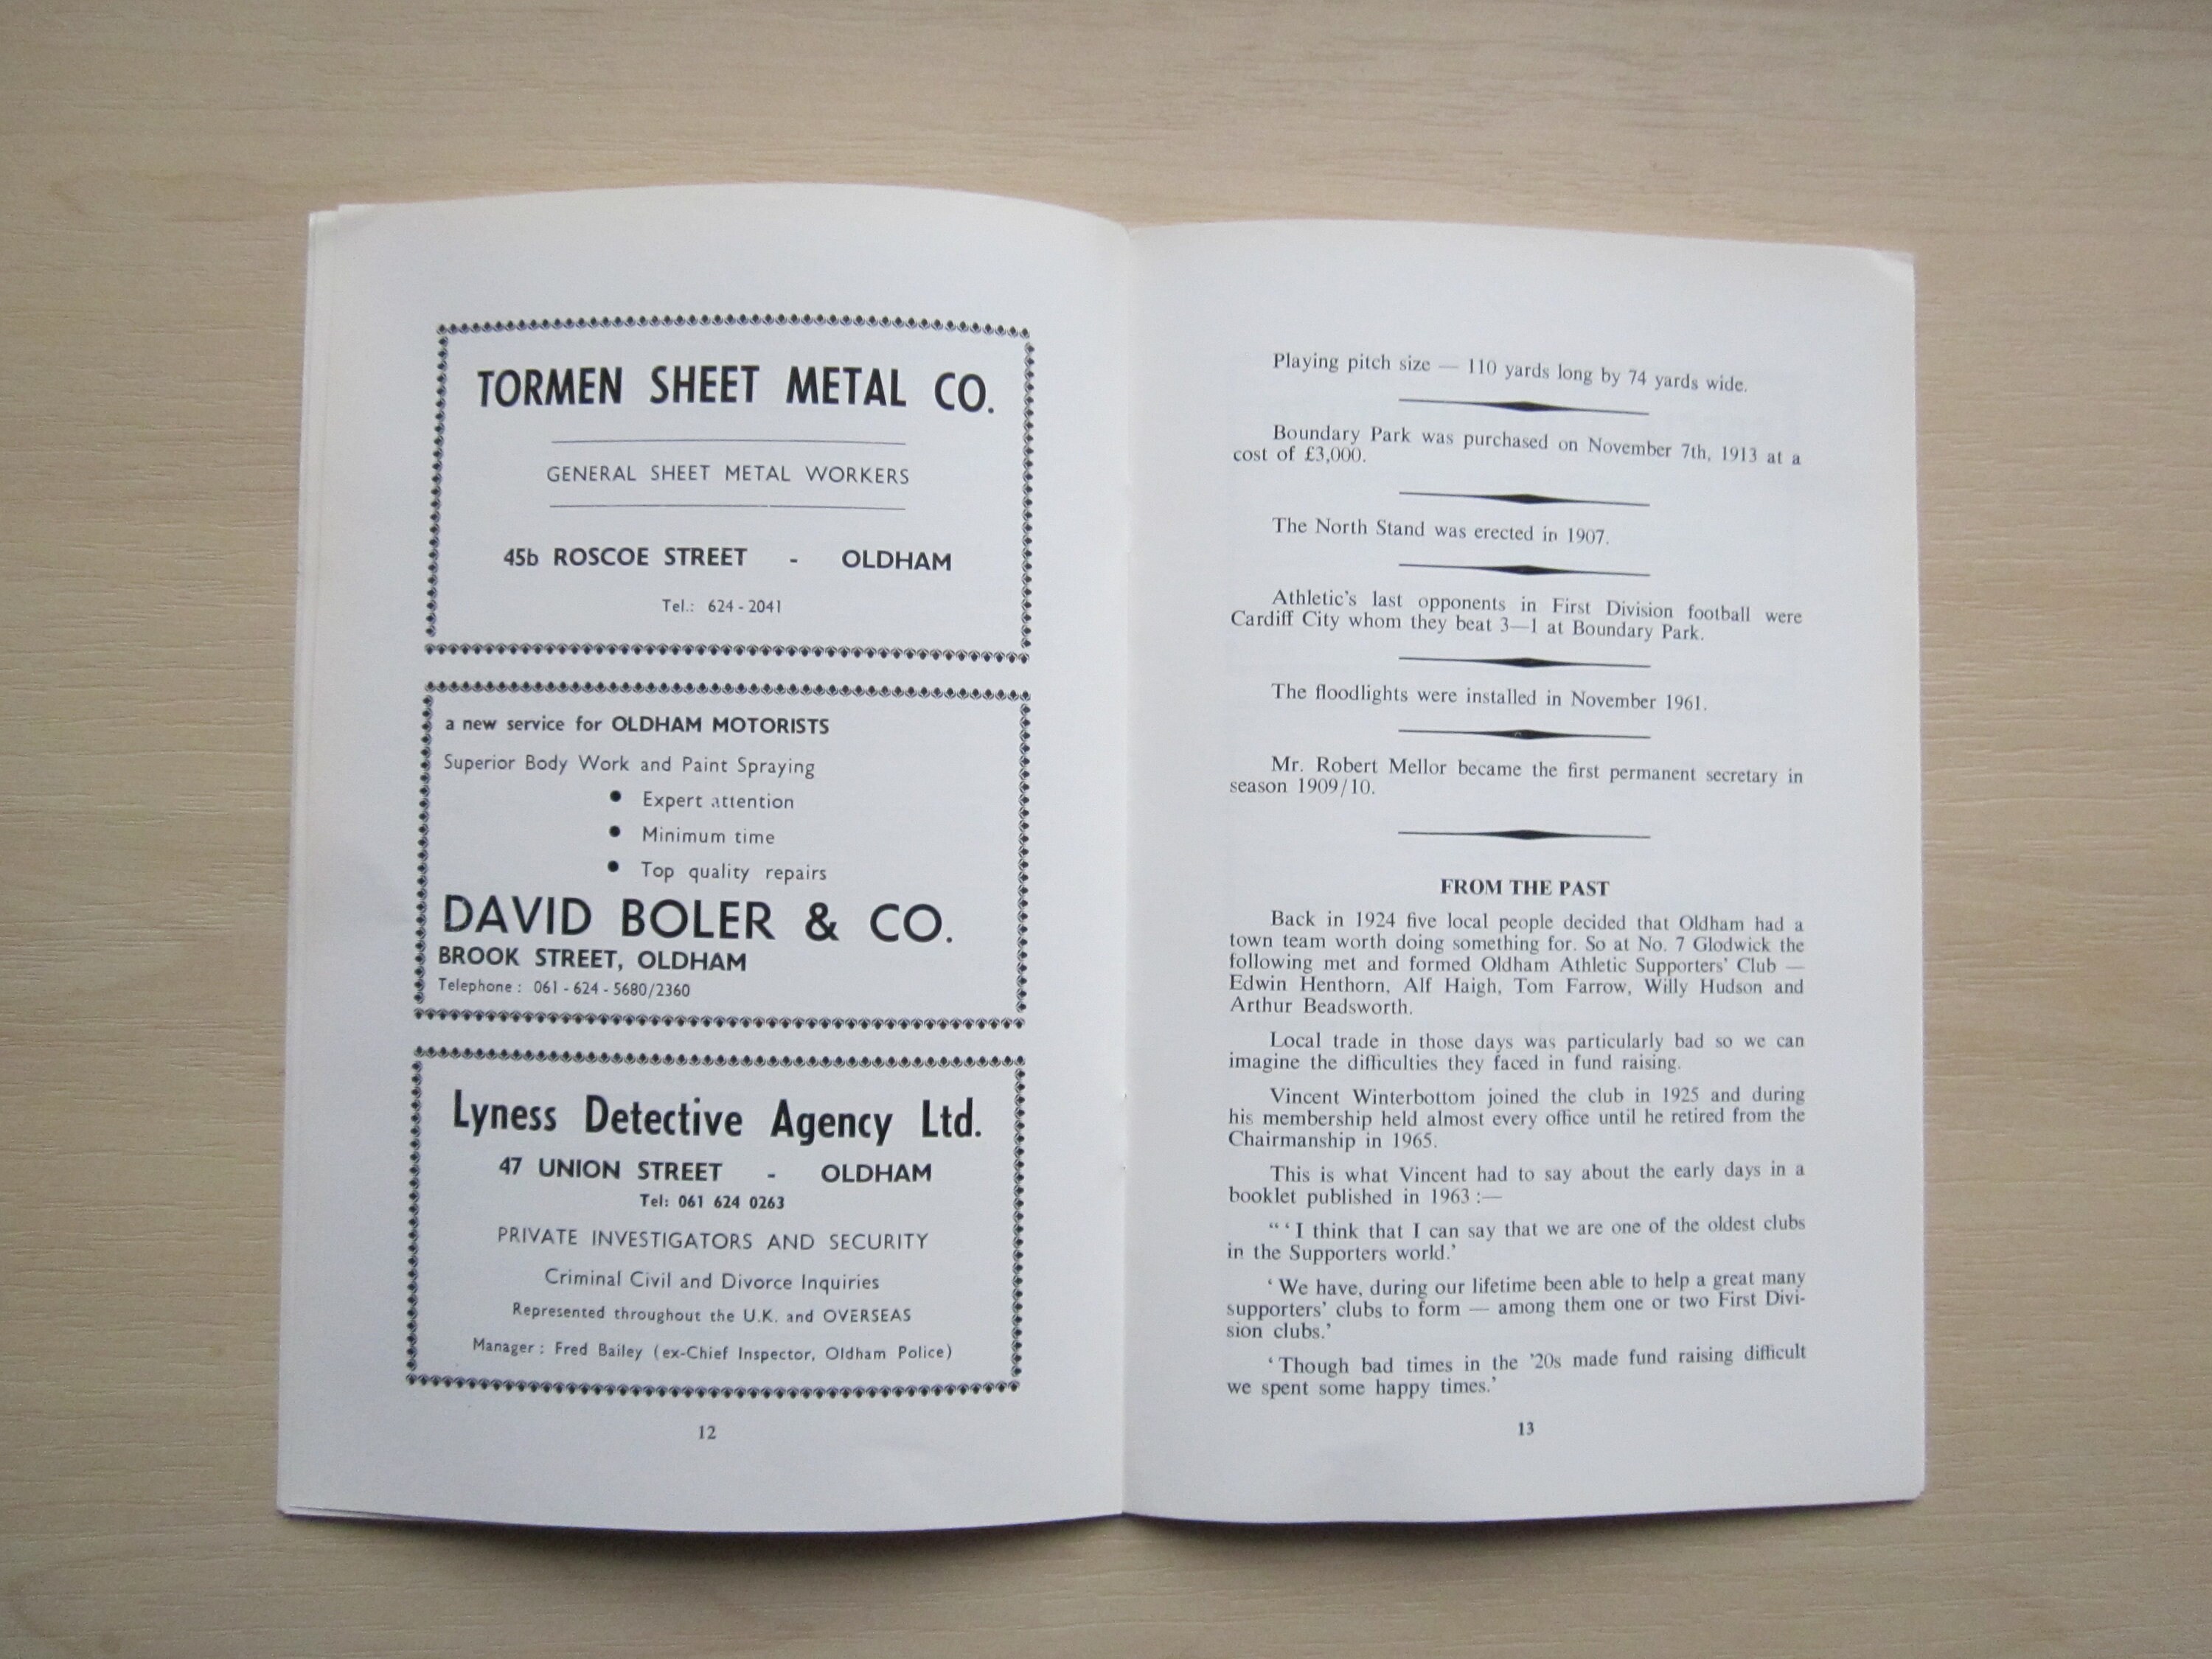 TORMEN SHEET METAL CO.
GENERAL SHEET METAL WORKERS
45b ROSCOE STREET - OLDHAM
Tel.: 624 - 2041
a new service for OLDHAM MOTORISTS
Superior Body Work and Paint Spraying
● Expert attention
● Minimum time
● Top quality repairs
DAVID BOLER & CO.
BROOK STREET, OLDHAM
Telephone : 061 - 624 - 5680/2360
Lyness Detective Agency Ltd.
47 UNION STREET - OLDHAM
Tel: 061 624 0263
PRIVATE INVESTIGATORS AND SECURITY
Criminal Civil and Divorce Inquiries
Represented throughout the U.K. and OVERSEAS
Manager : Fred Bailey (ex-Chief Inspector, Oldham Police)
12
Playing pitch size — 110 yards long by 74 yards wide.
Boundary Park was purchased on November 7th, 1913 at a
cost of £3,000.
The North Stand was erected in 1907.
Athletic's last opponents in First Division football were
Cardiff City whom they beat 3—1 at Boundary Park.
The floodlights were installed in November 1961.
Mr. Robert Mellor became the first permanent secretary in
season 1909/10.
FROM THE PAST
Back in 1924 five local people decided that Oldham had a
town team worth doing something for. So at No. 7 Glodwick the
following met and formed Oldham Athletic Supporters' Club —
Edwin Henthorn, Alf Haigh, Tom Farrow, Willy Hudson and
Arthur Beadsworth.
Local trade in those days was particularly bad so we can
imagine the difficulties they faced in fund raising.
Vincent Winterbottom joined the club in 1925 and during
his membership held almost every office until he retired from the
Chairmanship in 1965.
This is what Vincent had to say about the early days in a
booklet published in 1963 :—
“ ‘ I think that I can say that we are one of the oldest clubs
in the Supporters world.’
‘ We have, during our lifetime been able to help a great many
supporters' clubs to form — among them one or two First Divi-
sion clubs.’
‘ Though bad times in the '20s made fund raising difficult
we spent some happy times.’
13